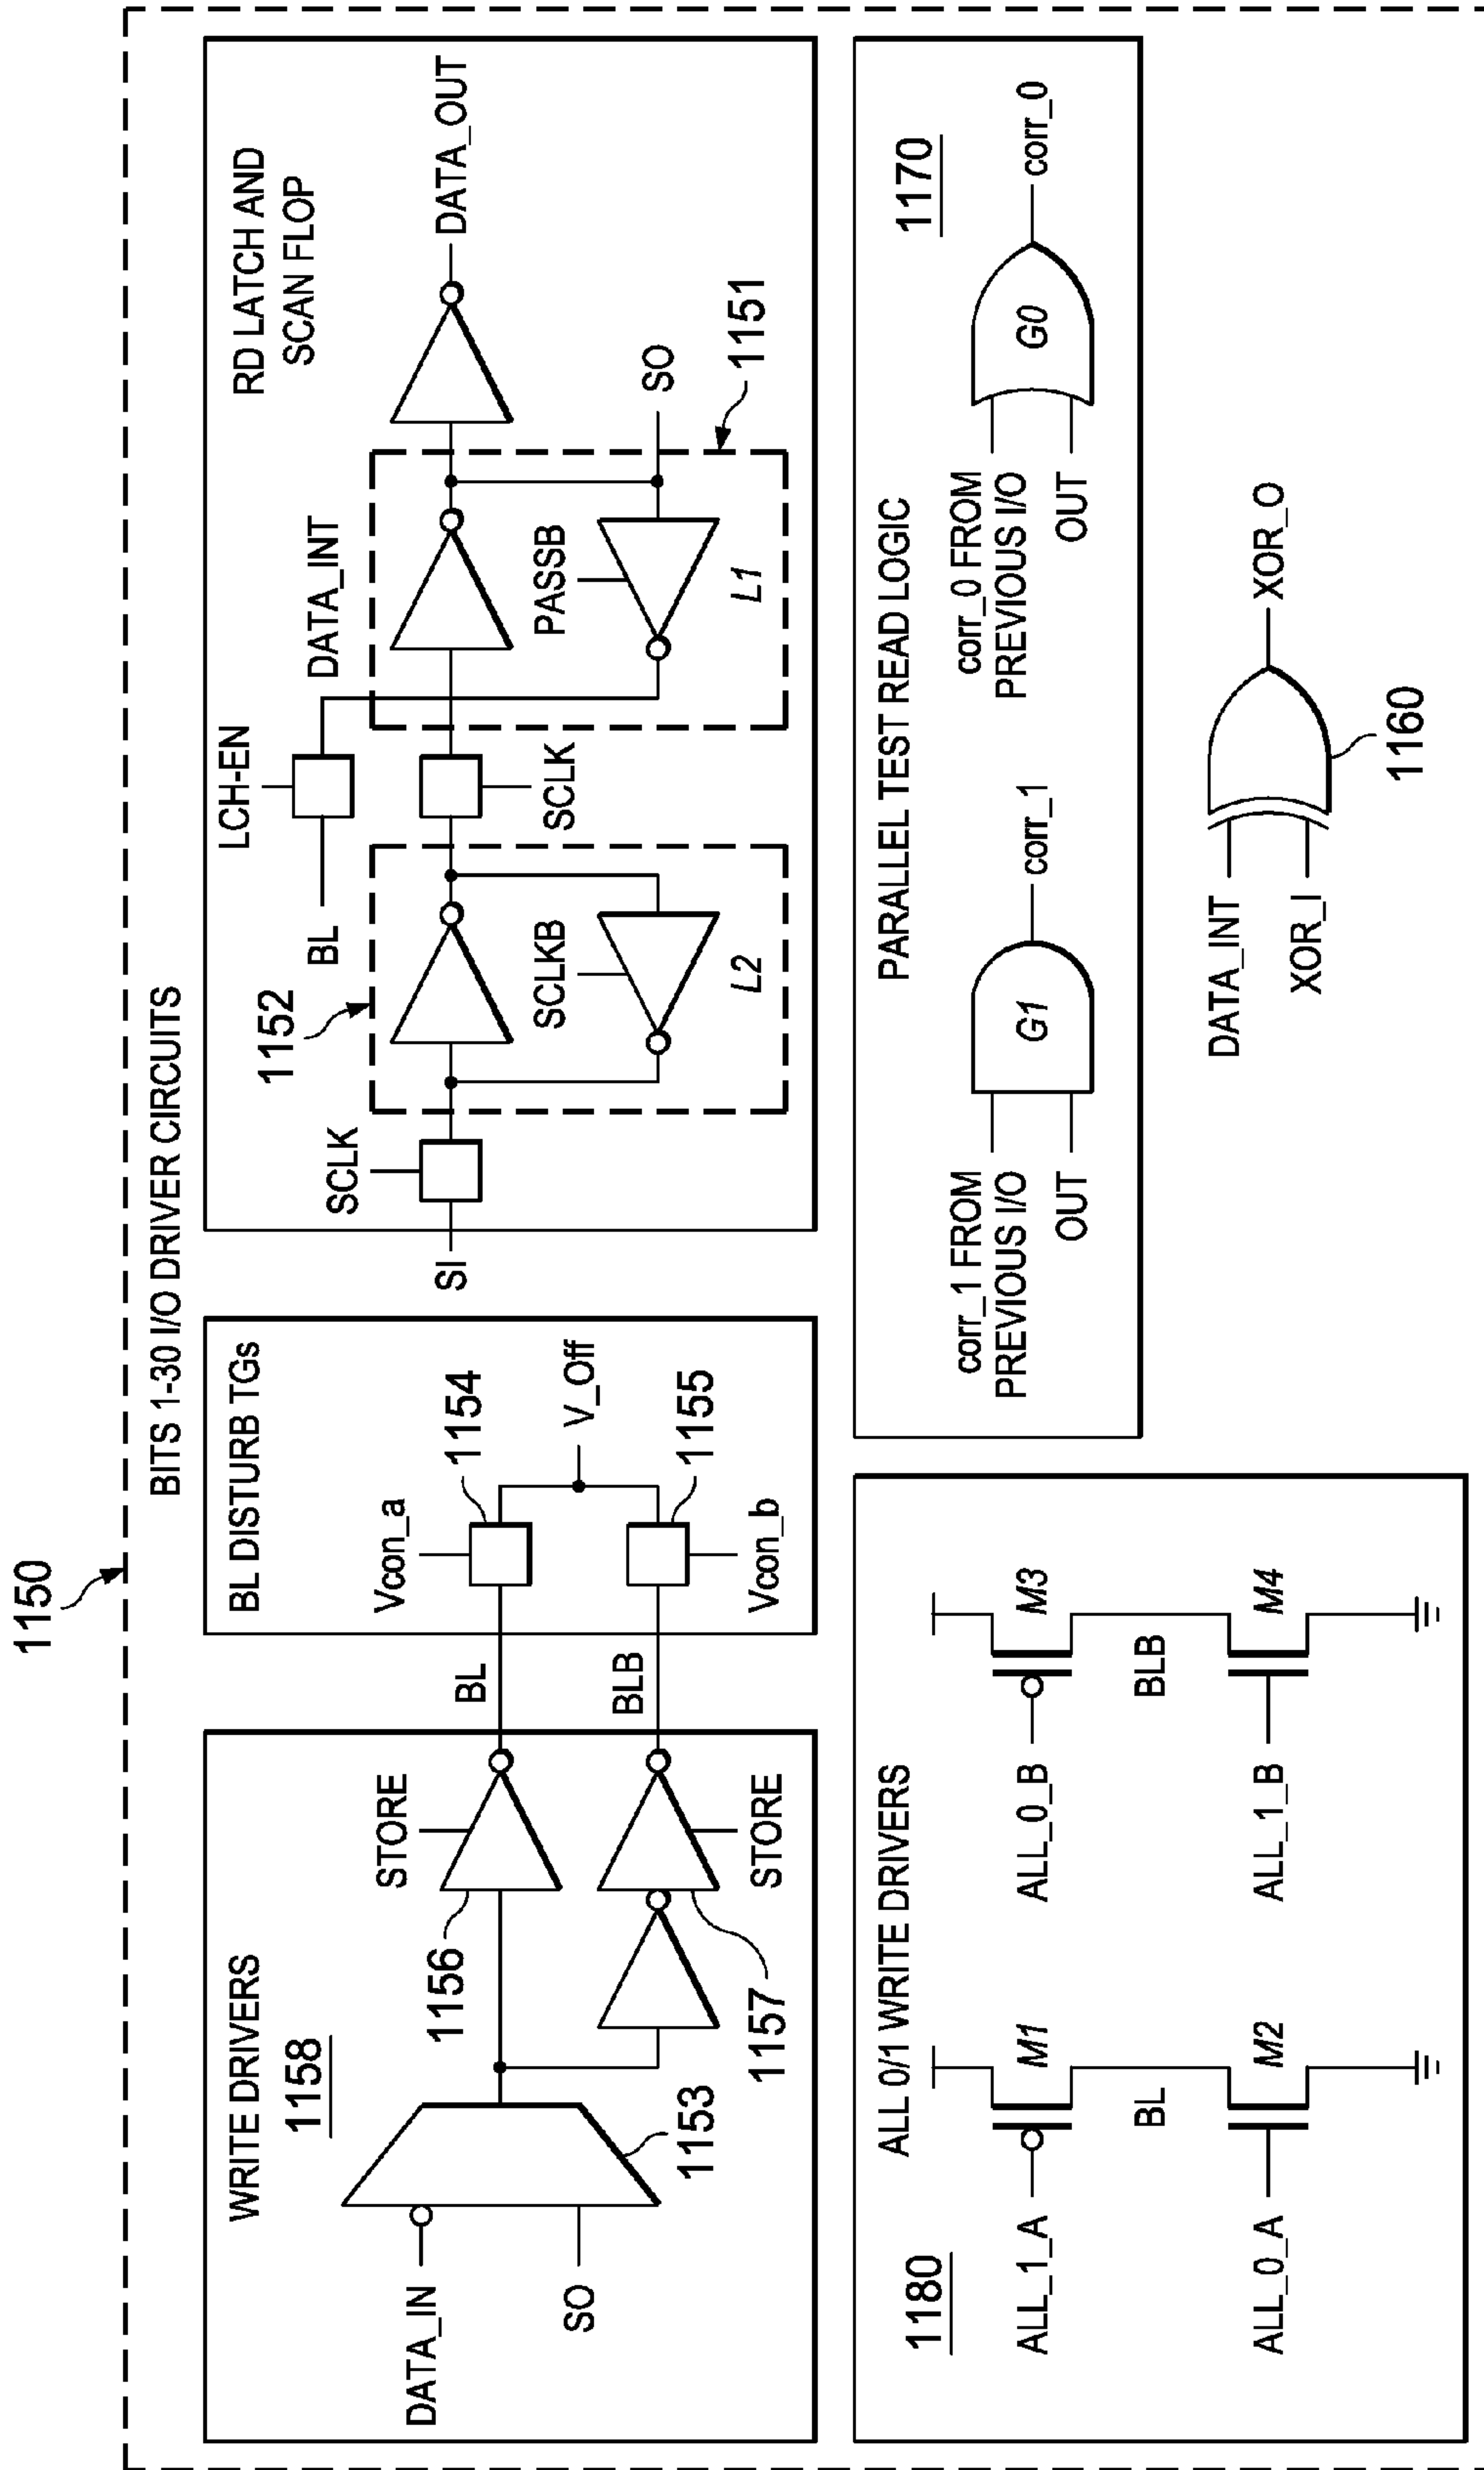 1150
BITS 1-30 I/O DRIVER CIRCUITS
WRITE DRIVERS
1158
DATA_IN
SO
1153
1156
STORE
1157
STORE
BL
BLB
BL DISTURB TGs
Vcon_a
1154
V_Off
1155
Vcon_b
RD LATCH AND
SCAN FLOP
SI
SCLK
1152
SCLKB
L2
BL
LCH-EN
SCLK
DATA_INT
PASSB
L1
SO
1151
DATA_OUT
ALL 0/1 WRITE DRIVERS
1180
ALL_1_A
M1
BL
ALL_0_A
M2
ALL_0_B
M3
BLB
ALL_1_B
M4
PARALLEL TEST READ LOGIC
1170
corr_1 FROM
PREVIOUS I/O
OUT
G1
corr_1
corr_0 FROM
PREVIOUS I/O
OUT
G0
corr_0
DATA_INT
XOR_I
XOR_O
1160